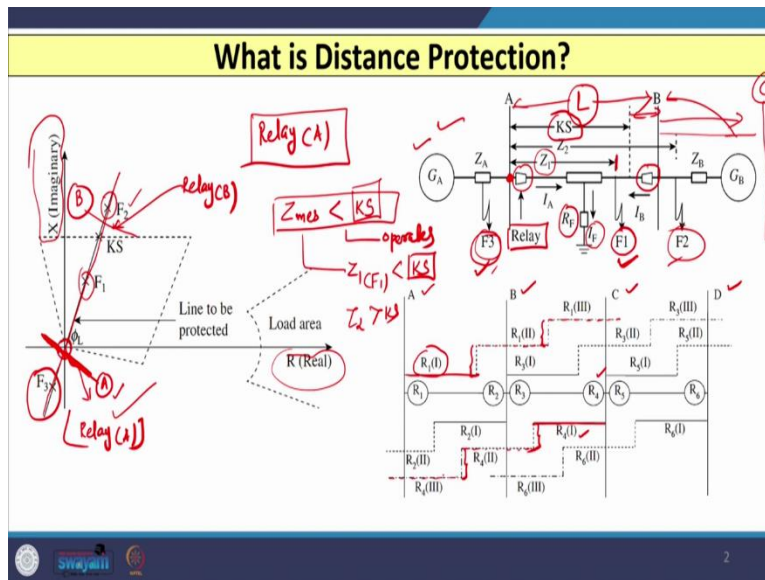 What is Distance Protection?
X (Imaginary)
B
F2
Relay (B)
KS
F1
Line to be
protected
ϕL
Load area
R (Real)
F3
A
[Relay (A)]
Relay (A)
Zmes < KS
operates
Z1(F1) < KS
Z2 > KS
A
L
B
KS
Z2
ZA
Z1
ZB
GA
GB
IA
IB
RF
IF
F3
Relay
F1
F2
A
B
C
D
R1(III)
R3(III)
R1(II)
R3(II)
R5(II)
R1(I)
R3(I)
R5(I)
R1
R2
R3
R4
R5
R6
R2(I)
R4(I)
R6(I)
R2(II)
R4(II)
R6(II)
R4(III)
R6(III)
swayam
2